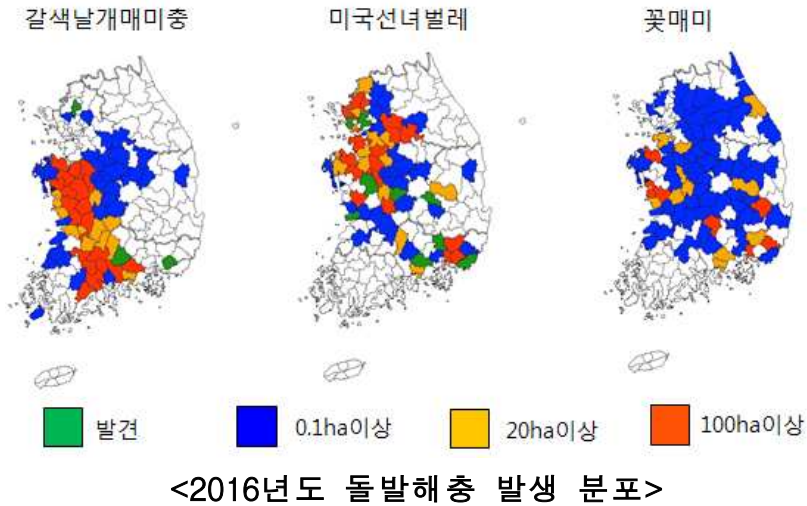 갈색날개매미충 미국선녀벌레 꽃매미
발견 0.1ha이상 20ha이상 100ha이상
<2016년도 돌발해충 발생 분포>